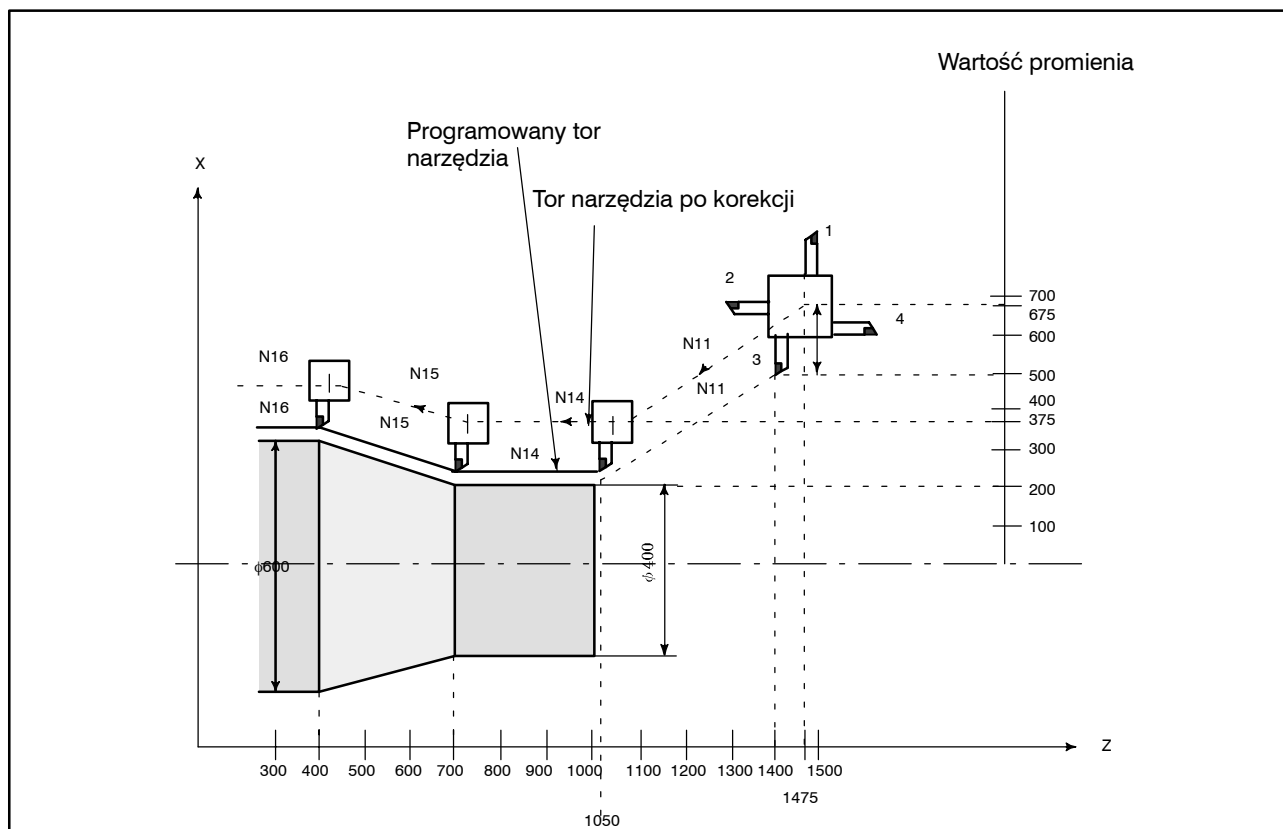 Wartość promienia
Programowany tor
narzędzia
X
Tor narzędzia po korekcji
1
2
4
3
700
675
600
500
400
375
300
200
100
N11
N11
N16
N15
N14
N16
N15
N14
ϕ600
ϕ 400
Z
300 400 500 600 700 800 900 1000 1100 1200 1300 1400 1500
1475
1050